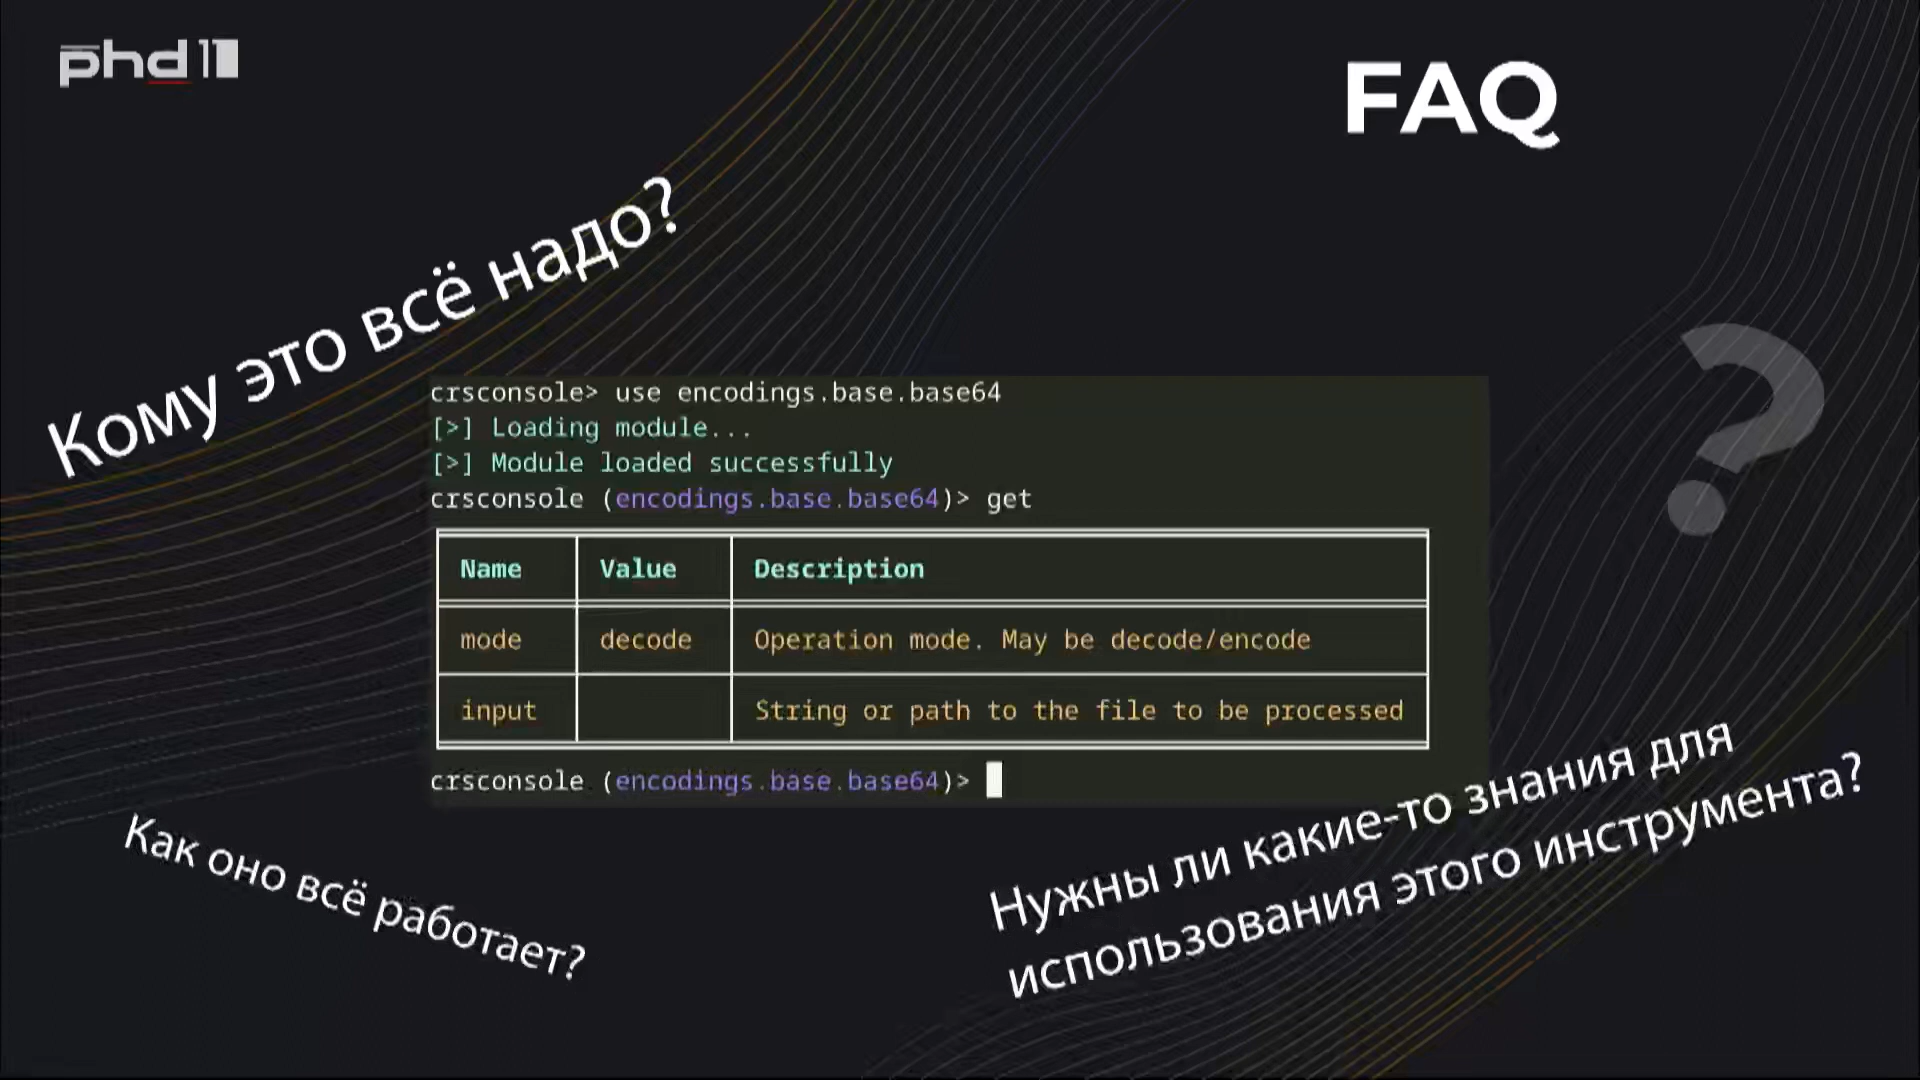 phd11
FAQ
Кому это всё надо?
crsconsole> use encodings.base.base64
[>] Loading module...
[>] Module loaded successfully
crsconsole (encodings.base.base64)> get
Name Value Description
mode decode Operation mode. May be decode/encode
input String or path to the file to be processed
crsconsole (encodings.base.base64)>
Как оно всё работает?
Нужны ли какие-то знания для
использования этого инструмента?
?